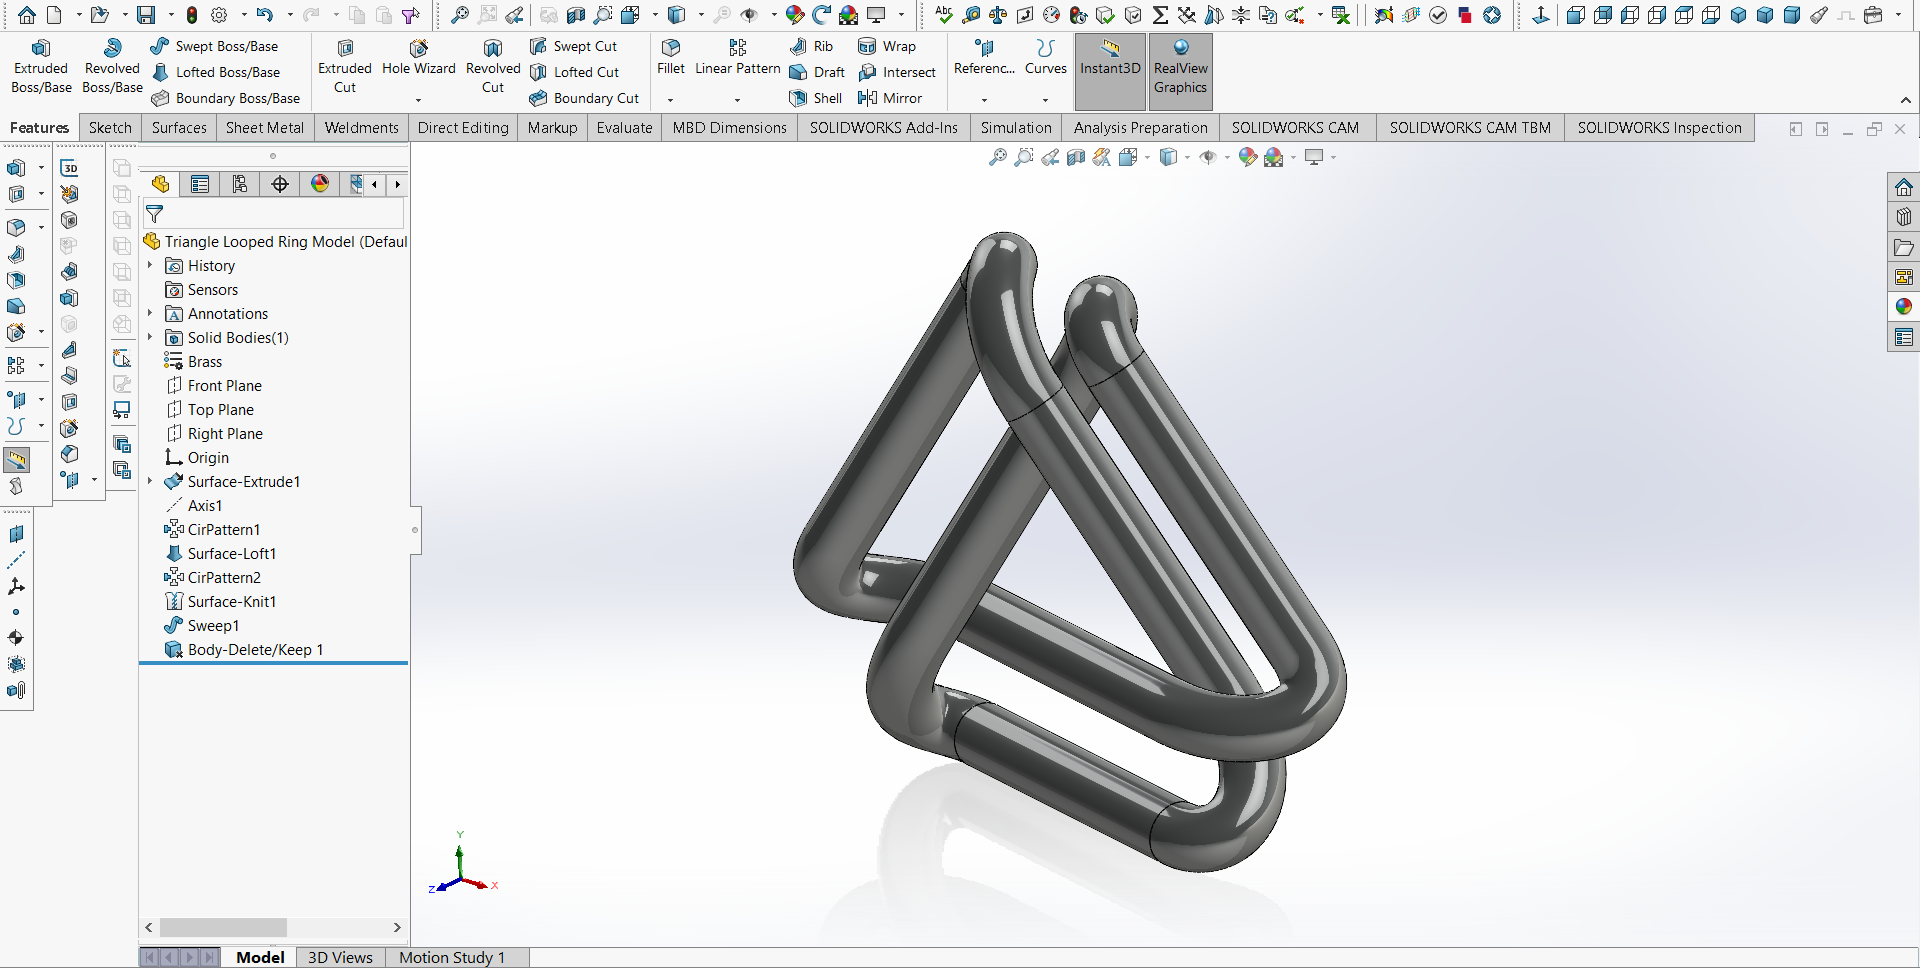 Extruded Boss/Base
Revolved Boss/Base
Swept Boss/Base
Lofted Boss/Base
Boundary Boss/Base
Extruded Cut
Hole Wizard
Revolved Cut
Swept Cut
Lofted Cut
Boundary Cut
Fillet
Linear Pattern
Rib
Draft
Shell
Wrap
Intersect
Mirror
Referenc...
Curves
Instant3D
RealView Graphics
Features
Sketch
Surfaces
Sheet Metal
Weldments
Direct Editing
Markup
Evaluate
MBD Dimensions
SOLIDWORKS Add-Ins
Simulation
Analysis Preparation
SOLIDWORKS CAM
SOLIDWORKS CAM TBM
SOLIDWORKS Inspection
3D
Triangle Looped Ring Model (Defaul
History
Sensors
A Annotations
Solid Bodies(1)
Brass
Front Plane
Top Plane
Right Plane
Origin
Surface-Extrude1
Axis1
CirPattern1
Surface-Loft1
CirPattern2
Surface-Knit1
Sweep1
Body-Delete/Keep 1
Y
Z
X
Model
3D Views
Motion Study 1